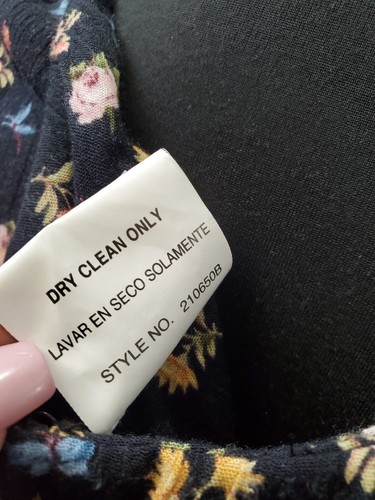 DRY CLEAN ONLY
LAVAR EN SECO SOLAMENTE
STYLE NO. 210650B